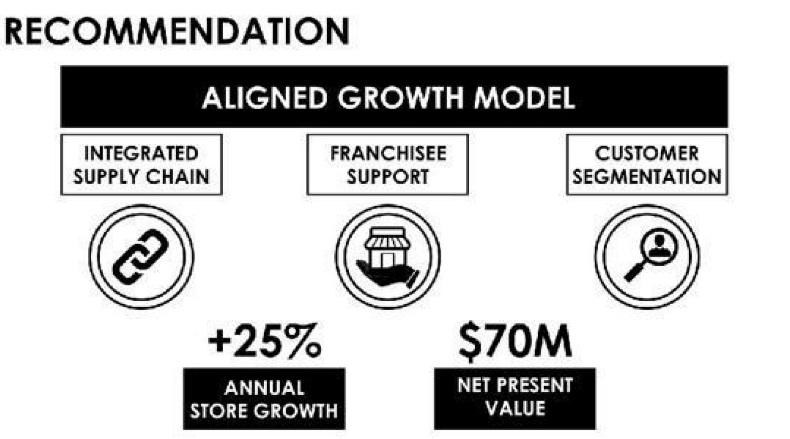 RECOMMENDATION
ALIGNED GROWTH MODEL
INTEGRATED
SUPPLY CHAIN
FRANCHISEE
SUPPORT
CUSTOMER
SEGMENTATION
+25%
ANNUAL
STORE GROWTH
$70M
NET PRESENT
VALUE